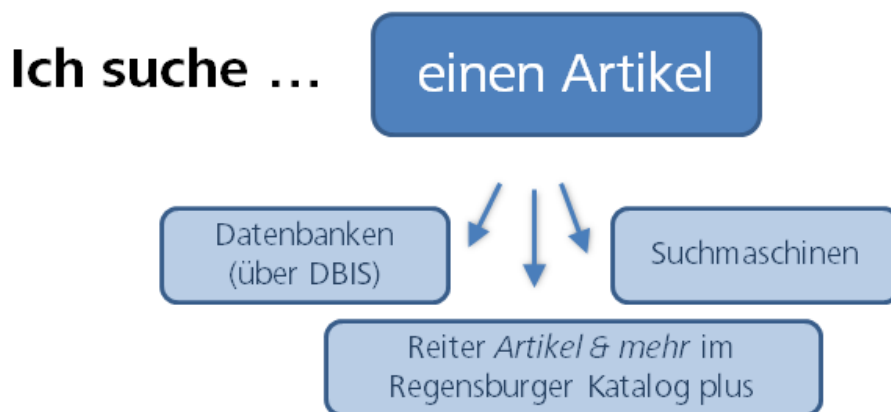 Ich suche … einen Artikel
Datenbanken
(über DBIS)
Suchmaschinen
Reiter Artikel & mehr im
Regensburger Katalog plus